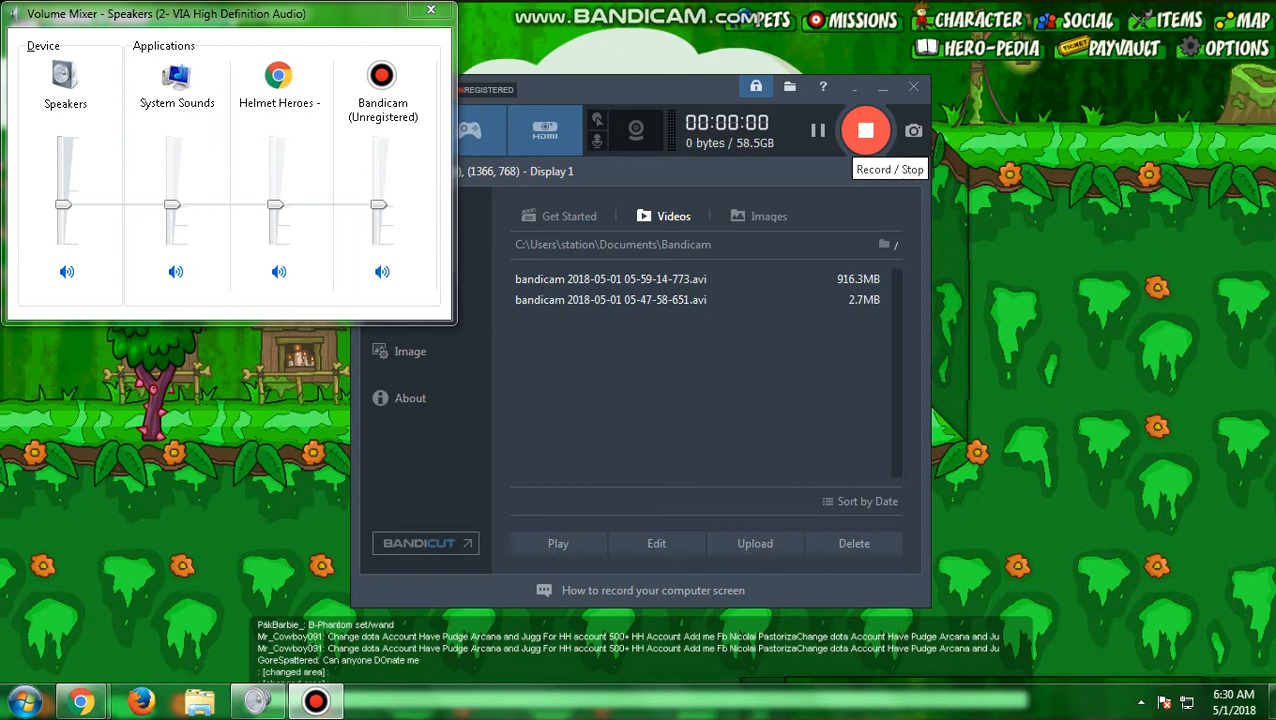 Volume Mixer - Speakers (2- VIA High Definition Audio)
Device
Applications
Speakers
System Sounds
Helmet Heroes -
Bandicam
(Unregistered)
www.BANDICAM.com
PETS
MISSIONS
CHARACTER
SOCIAL
ITEMS
MAP
HERO-PEDIA
TICKET
PAYVAULT
OPTIONS
REGISTERED
HDMI
00:00:00
0 bytes / 58.5GB
Record / Stop
(1366, 768) - Display 1
Get Started
Videos
Images
C:\Users\station\Documents\Bandicam
/
bandicam 2018-05-01 05-59-14-773.avi 916.3MB
bandicam 2018-05-01 05-47-58-651.avi 2.7MB
Image
About
Sort by Date
BANDICUT
Play
Edit
Upload
Delete
How to record your computer screen
PákBarbie_: B-Phantom set/wand
Mr_Cowboy091: Change dota Account Have Pudge Arcana and Jugg For HH account 500+ HH Account Add me Fb Nicolai PastorizaChange dota Account Have Pudge Arcana and Ju
Mr_Cowboy091: Change dota Account Have Pudge Arcana and Jugg For HH account 500+ HH Account Add me Fb Nicolai PastorizaChange dota Account Have Pudge Arcana and Ju
GoreSpattered: Can anyone DOnate me
: [changed area] :
6:30 AM
5/1/2018